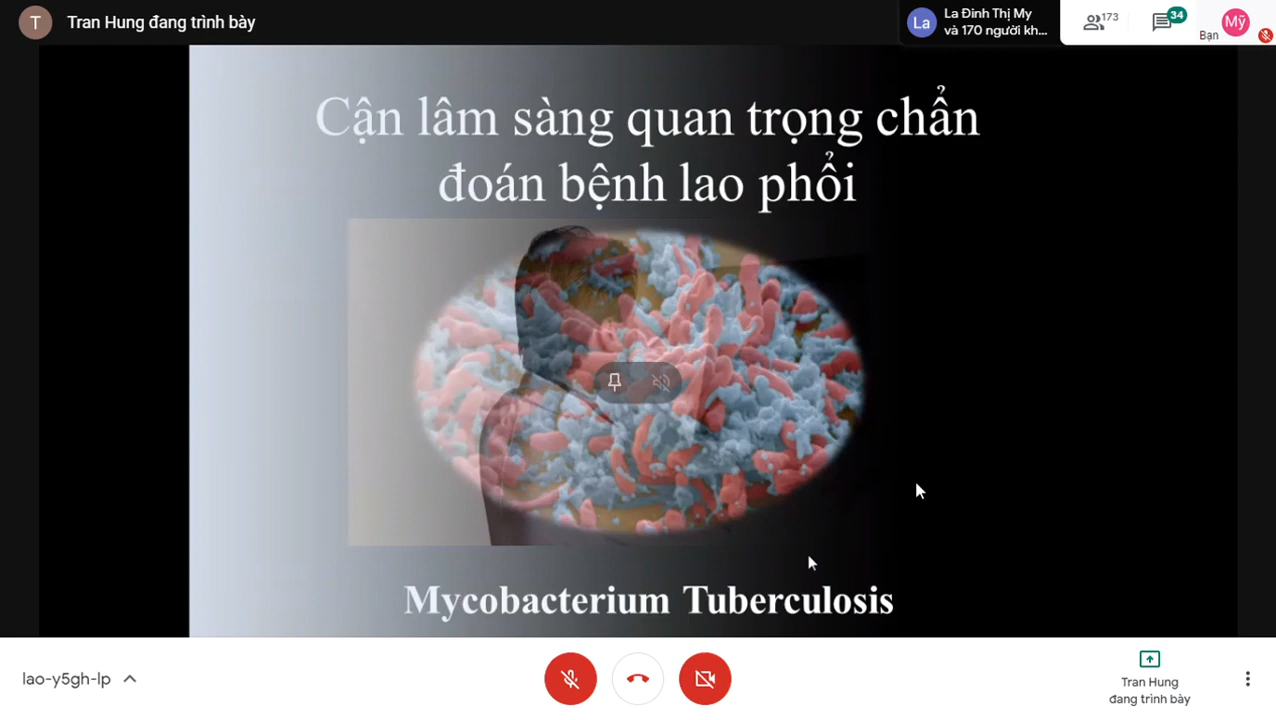 T
Tran Hung đang trình bày
La
La Đinh Thị My
và 170 người kh...
173
34
Mỹ
Bạn
Cận lâm sàng quan trọng chẩn
đoán bệnh lao phổi
Mycobacterium Tuberculosis
lao-y5gh-lp
Tran Hung
đang trình bày